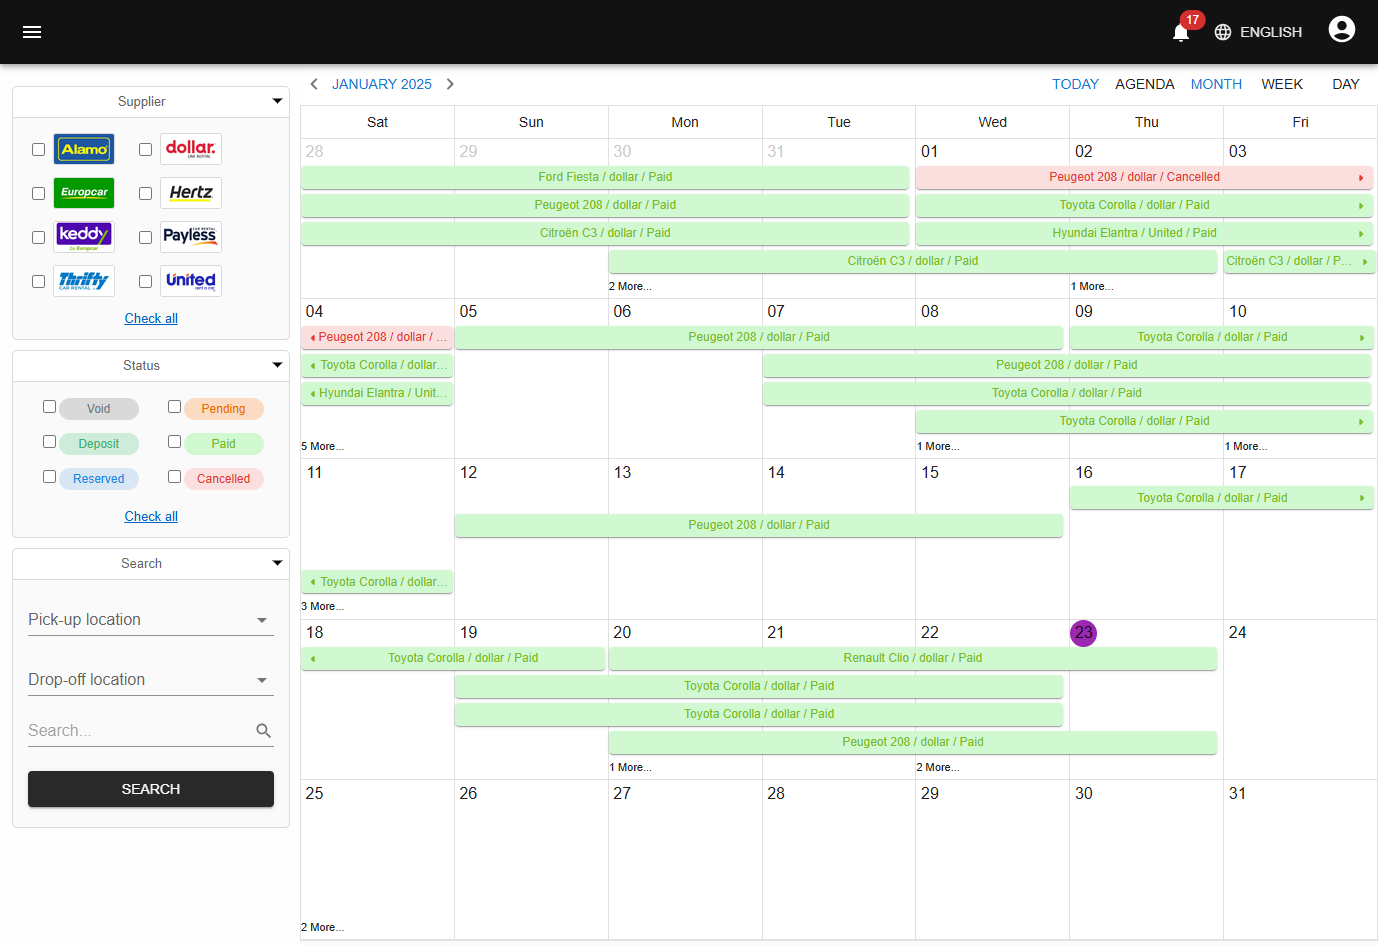 17
ENGLISH
Supplier
Alamo
dollar.
CAR RENTAL
Europcar
Hertz
keddy
by Europcar
CAR RENTAL
Payless
Thrifty
CAR RENTAL
United
rent a car
Check all
Status
Void
Pending
Deposit
Paid
Reserved
Cancelled
Check all
Search
Pick-up location
Drop-off location
Search...
SEARCH
JANUARY 2025
TODAY AGENDA MONTH WEEK DAY
Sat Sun Mon Tue Wed Thu Fri
28 29 30 31 01 02 03
Ford Fiesta / dollar / Paid
Peugeot 208 / dollar / Cancelled
Peugeot 208 / dollar / Paid
Toyota Corolla / dollar / Paid
Citroën C3 / dollar / Paid
Hyundai Elantra / United / Paid
Citroën C3 / dollar / Paid
Citroën C3 / dollar / P...
2 More...
1 More...
04 05 06 07 08 09 10
Peugeot 208 / dollar / ...
Peugeot 208 / dollar / Paid
Toyota Corolla / dollar / Paid
Toyota Corolla / dollar...
Peugeot 208 / dollar / Paid
Hyundai Elantra / Unit...
Toyota Corolla / dollar / Paid
Toyota Corolla / dollar / Paid
5 More...
1 More...
1 More...
11 12 13 14 15 16 17
Toyota Corolla / dollar / Paid
Peugeot 208 / dollar / Paid
Toyota Corolla / dollar...
3 More...
18 19 20 21 22 23 24
Toyota Corolla / dollar / Paid
Renault Clio / dollar / Paid
Toyota Corolla / dollar / Paid
Toyota Corolla / dollar / Paid
Peugeot 208 / dollar / Paid
1 More...
2 More...
25 26 27 28 29 30 31
2 More...